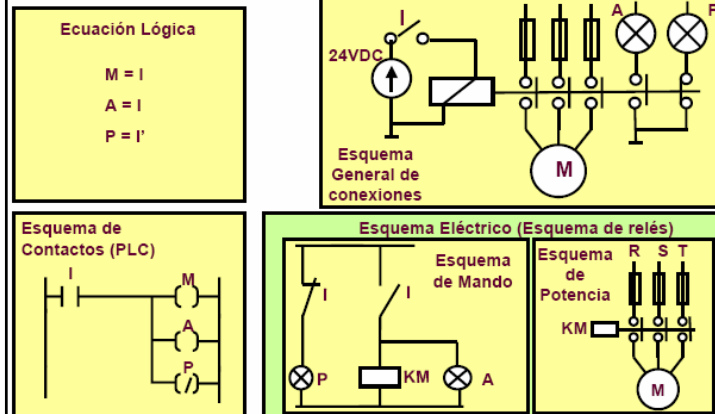 Ecuación Lógica
M = I
A = I
P = I'
I
24VDC
A
M
Esquema
General de
conexiones
Esquema de
Contactos (PLC)
I
M
A
P
Esquema Eléctrico (Esquema de relés)
Esquema
de Mando
I
I
P
KM
A
Esquema
de
Potencia
R S T
KM
M